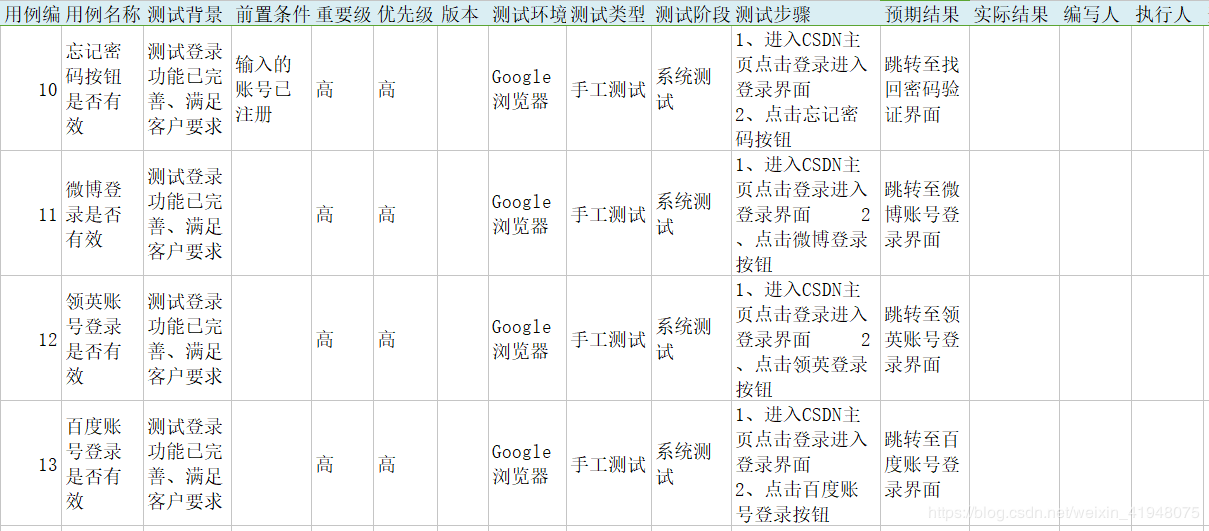 用例编 用例名称 测试背景 前置条件 重要级 优先级 版本 测试环境 测试类型 测试阶段 测试步骤 预期结果 实际结果 编写人 执行人
10
忘记密
码按钮
是否有
效
测试登录
功能已完
善、满足
客户要求
输入的
账号已
注册
高
高
Google
浏览器
手工测试
系统测
试
1、进入CSDN主
页点击登录进入
登录界面
2、点击忘记密
码按钮
跳转至找
回密码验
证界面
11
微博登
录是否
有效
测试登录
功能已完
善、满足
客户要求
高
高
Google
浏览器
手工测试
系统测
试
1、进入CSDN主
页点击登录进入
登录界面 2
、点击微博登录
按钮
跳转至微
博账号登
录界面
12
领英账
号登录
是否有
效
测试登录
功能已完
善、满足
客户要求
高
高
Google
浏览器
手工测试
系统测
试
1、进入CSDN主
页点击登录进入
登录界面 2
、点击领英登录
按钮
跳转至领
英账号登
录界面
13
百度账
号登录
是否有
效
测试登录
功能已完
善、满足
客户要求
高
高
Google
浏览器
手工测试
系统测
试
1、进入CSDN主
页点击登录进入
登录界面
2、点击百度账
号登录按钮
跳转至百
度账号登
录界面
https://blog.csdn.net/weixin_41948075